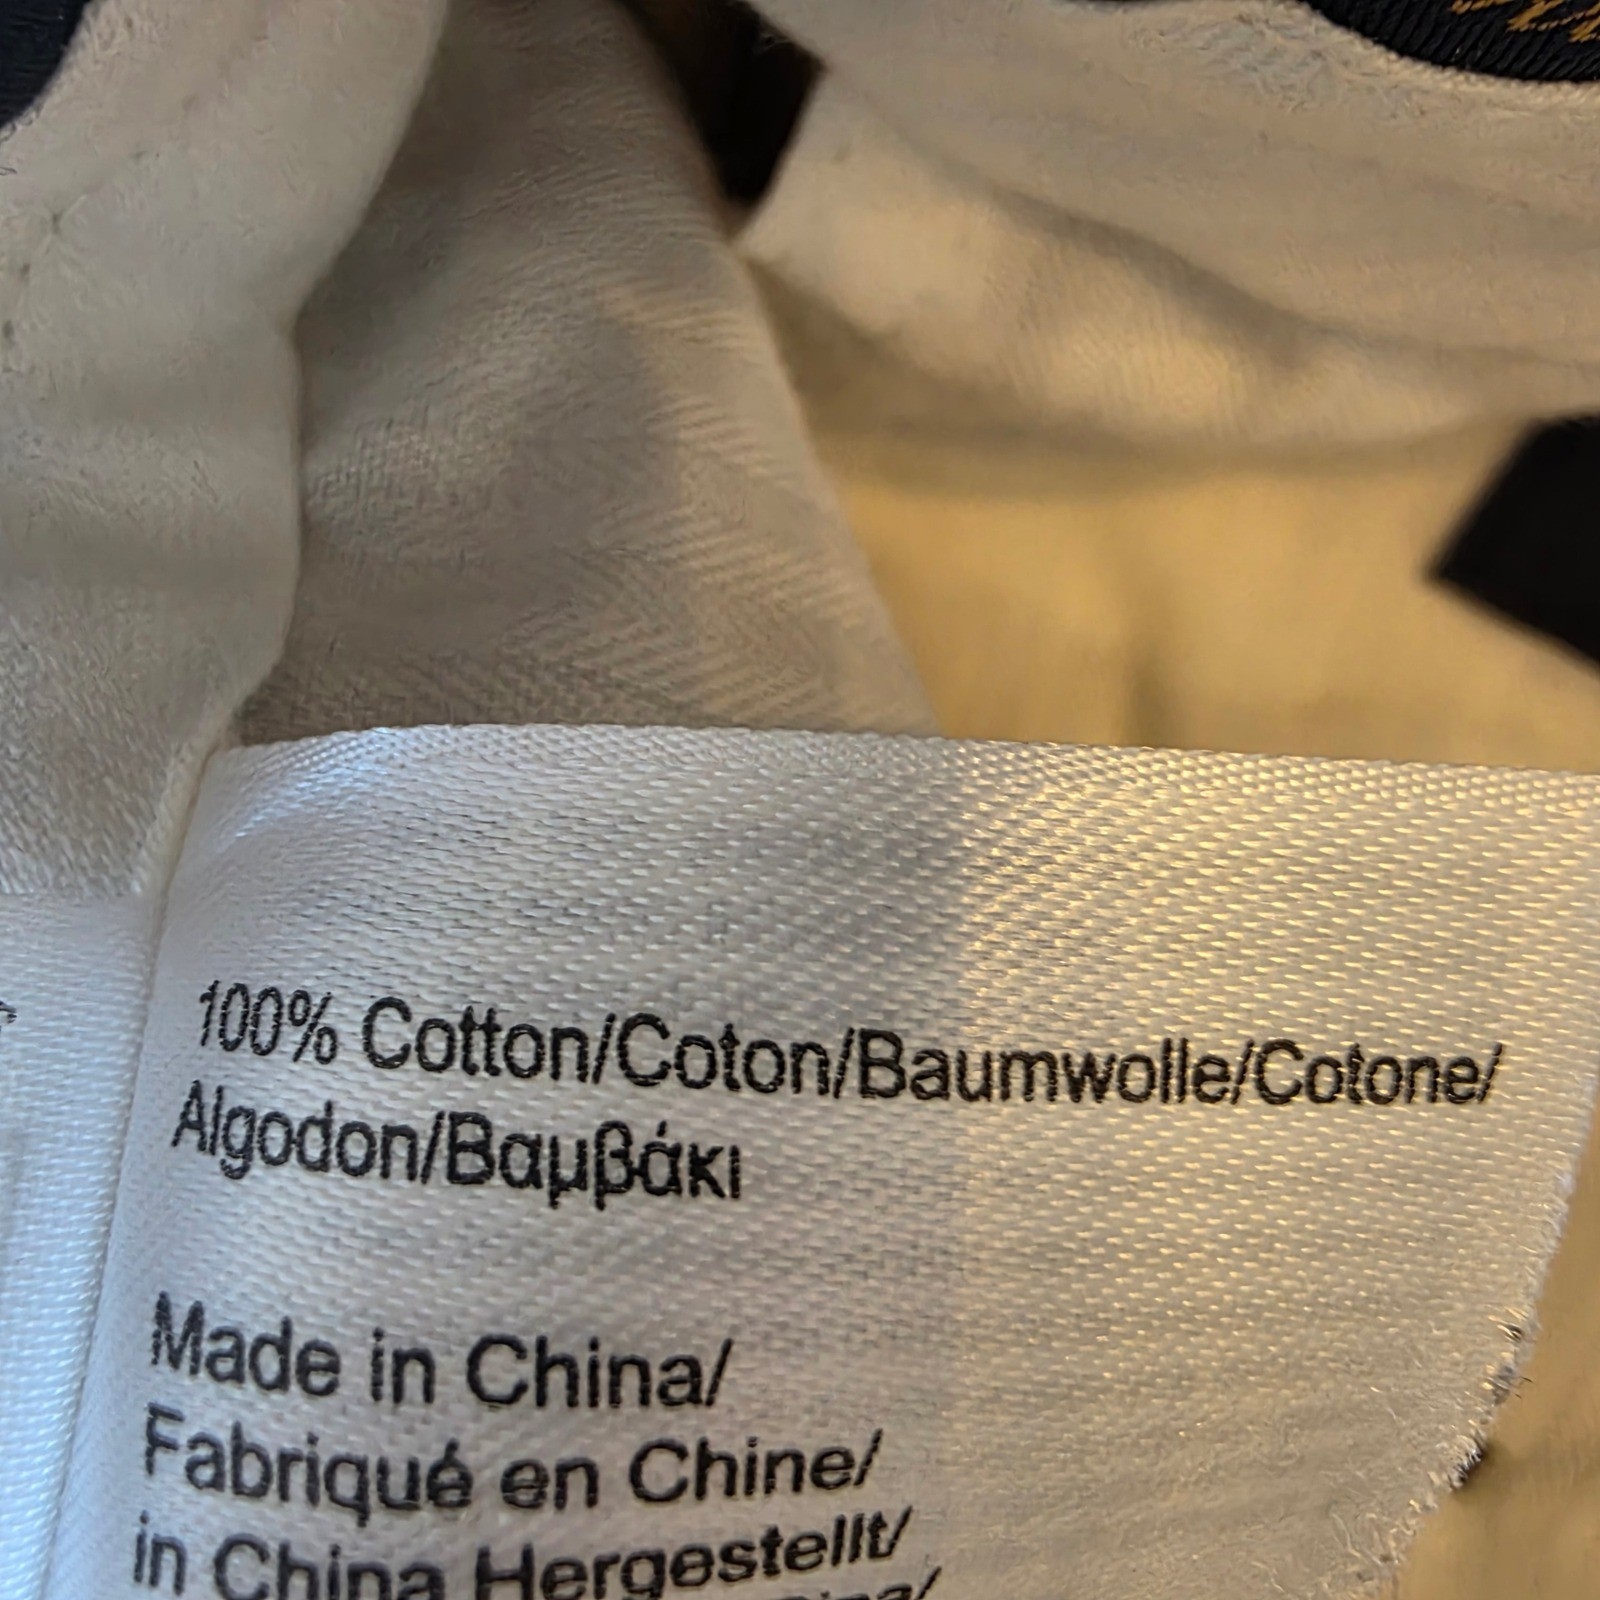 100% Cotton/Coton/Baumwolle/Cotone/
Algodon/Βαμβάκι
Made in China/
Fabriqué en Chine/
in China Hergestellt/